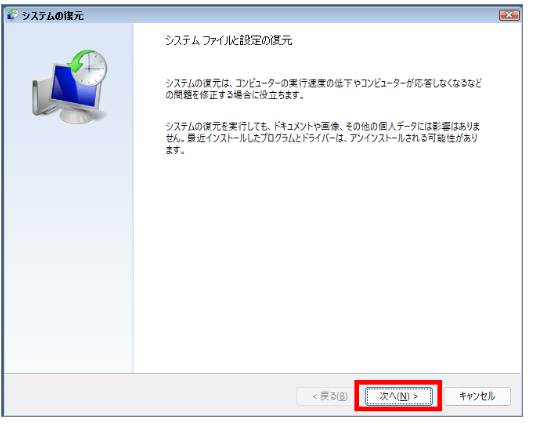 システムの復元
システム ファイルと設定の復元
システムの復元は、コンピューターの実行速度の低下やコンピューターが応答しなくなるなど
の問題を修正する場合に役立ちます。
システムの復元を実行しても、ドキュメントや画像、その他の個人データには影響はありま
せん。最近インストールしたプログラムとドライバーは、アンインストールされる可能性があり
ます。
< 戻る(B)
次へ(N) >
キャンセル